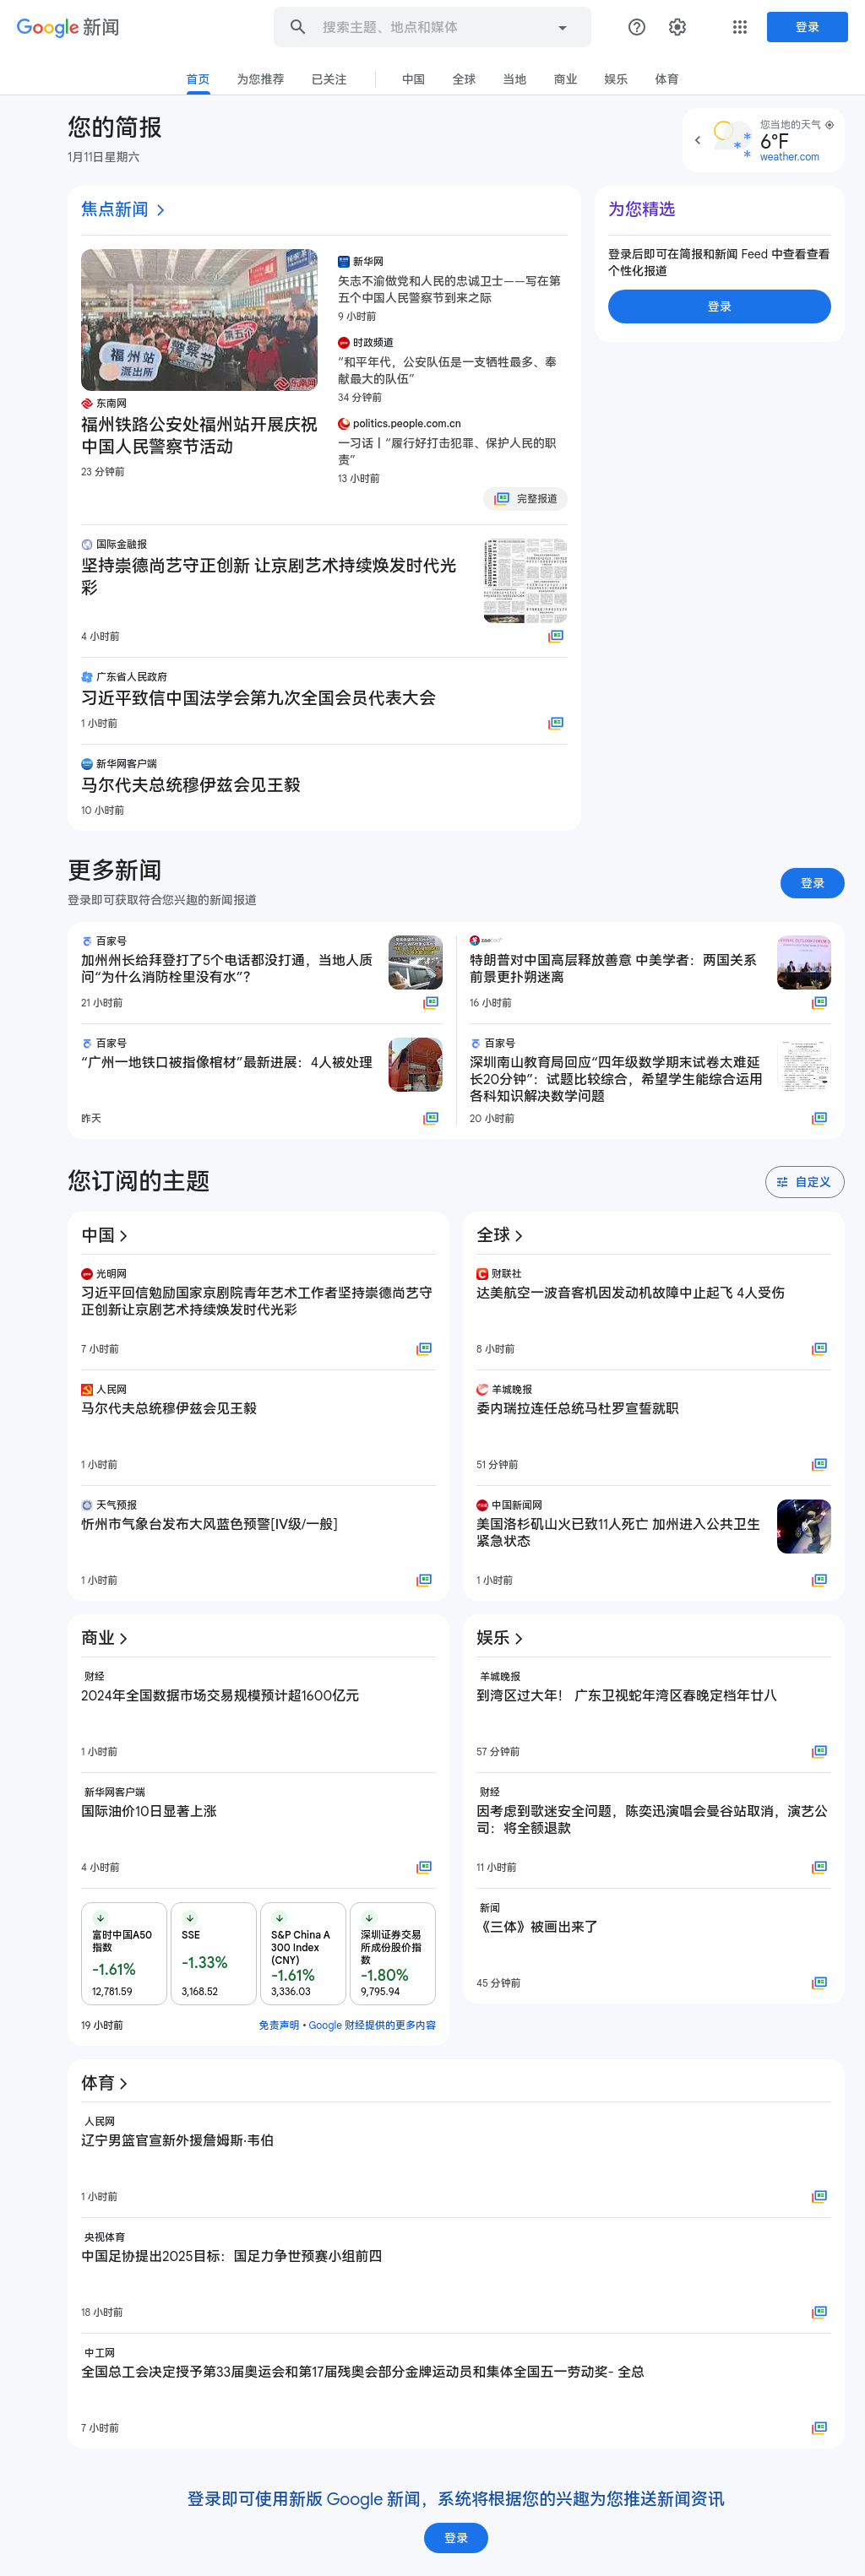 Google 新闻
搜索主题、地点和媒体
登录
首页
为您推荐
已关注
中国
全球
当地
商业
娱乐
体育
您的简报
1月11日星期六
您当地的天气
6°F
weather.com
焦点新闻
福州站
派出所
警察节
第五个
东南网
东南网
福州铁路公安处福州站开展庆祝
中国人民警察节活动
23 分钟前
新华网
矢志不渝做党和人民的忠诚卫士——写在第
五个中国人民警察节到来之际
9 小时前
时政频道
“和平年代，公安队伍是一支牺牲最多、奉
献最大的队伍”
34 分钟前
politics.people.com.cn
一习话丨“履行好打击犯罪、保护人民的职
责”
13 小时前
完整报道
国际金融报
坚持崇德尚艺守正创新 让京剧艺术持续焕发时代光
彩
4 小时前
广东省人民政府
习近平致信中国法学会第九次全国会员代表大会
1 小时前
新华网客户端
马尔代夫总统穆伊兹会见王毅
10 小时前
为您精选
登录后即可在简报和新闻 Feed 中查看查看
个性化报道
登录
更多新闻
登录即可获取符合您兴趣的新闻报道
登录
百家号
加州州长给拜登打了5个电话都没打通，当地人质
问“为什么消防栓里没有水”？
21 小时前
zaobao
特朗普对中国高层释放善意 中美学者：两国关系
前景更扑朔迷离
16 小时前
百家号
“广州一地铁口被指像棺材”最新进展：4人被处理
昨天
百家号
深圳南山教育局回应“四年级数学期末试卷太难延
长20分钟”：试题比较综合，希望学生能综合运用
各科知识解决数学问题
20 小时前
您订阅的主题
自定义
中国
光明网
习近平回信勉励国家京剧院青年艺术工作者坚持崇德尚艺守
正创新让京剧艺术持续焕发时代光彩
7 小时前
人民网
马尔代夫总统穆伊兹会见王毅
1 小时前
天气预报
忻州市气象台发布大风蓝色预警[IV级/一般]
1 小时前
全球
财联社
达美航空一波音客机因发动机故障中止起飞 4人受伤
8 小时前
羊城晚报
委内瑞拉连任总统马杜罗宣誓就职
51 分钟前
中国新闻网
美国洛杉矶山火已致11人死亡 加州进入公共卫生
紧急状态
1 小时前
商业
财经
2024年全国数据市场交易规模预计超1600亿元
1 小时前
新华网客户端
国际油价10日显著上涨
4 小时前
富时中国A50
指数
-1.61%
12,781.59
SSE
-1.33%
3,168.52
S&P China A
300 Index
(CNY)
-1.61%
3,336.03
深圳证券交易
所成份股价指
数
-1.80%
9,795.94
19 小时前
免责声明 • Google 财经提供的更多内容
娱乐
羊城晚报
到湾区过大年！ 广东卫视蛇年湾区春晚定档年廿八
57 分钟前
财经
因考虑到歌迷安全问题，陈奕迅演唱会曼谷站取消，演艺公
司：将全额退款
11 小时前
新闻
《三体》被画出来了
45 分钟前
体育
人民网
辽宁男篮官宣新外援詹姆斯·韦伯
1 小时前
央视体育
中国足协提出2025目标：国足力争世预赛小组前四
18 小时前
中工网
全国总工会决定授予第33届奥运会和第17届残奥会部分金牌运动员和集体全国五一劳动奖- 全总
7 小时前
登录即可使用新版 Google 新闻，系统将根据您的兴趣为您推送新闻资讯
登录